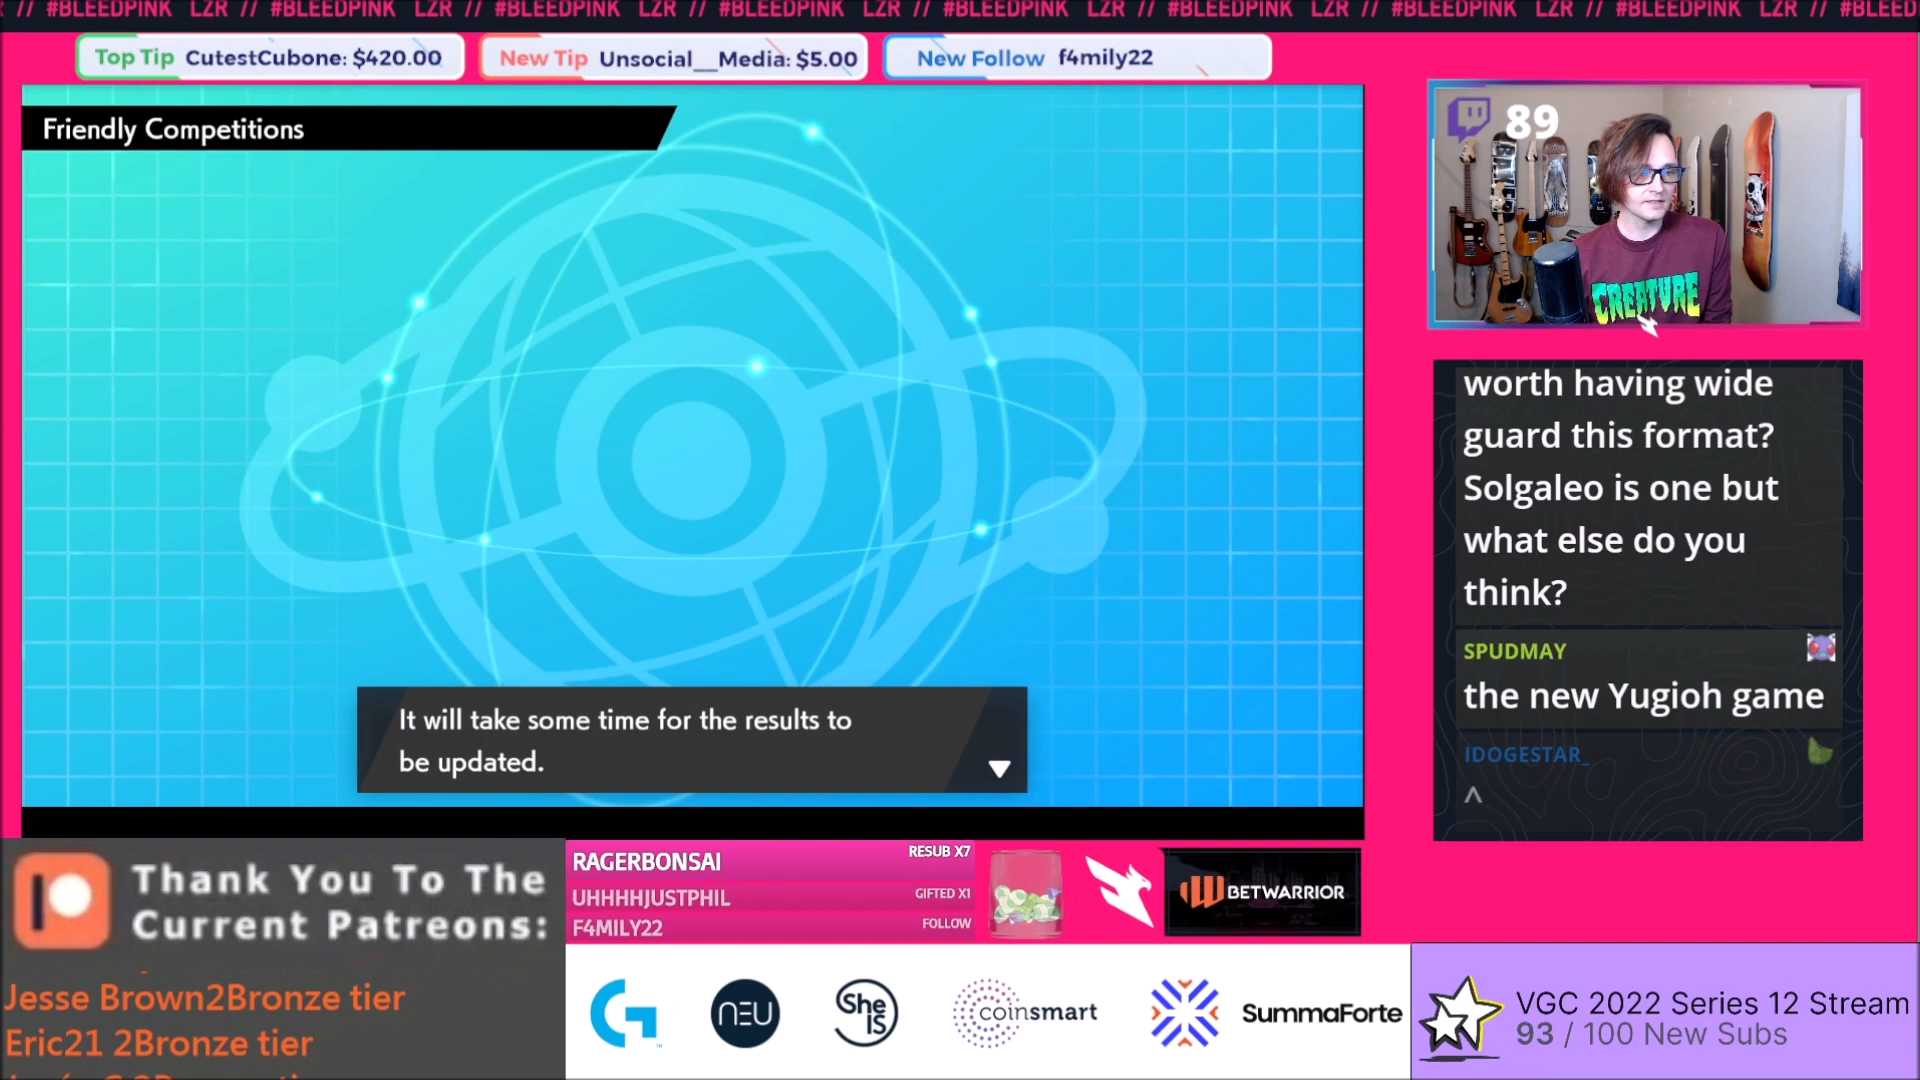 // #BLEEDPINK LZR // #BLEEDPINK LZR // #BLEEDPINK LZR // #BLEEDPINK LZR // #BLEEDPINK LZR // #BLEEDPINK LZR // #BLEEDPINK LZR // #BLEEDPINK LZR // #BLEED
Top Tip CutestCubone: $420.00
New Tip Unsocial__Media: $5.00
New Follow f4mily22
Friendly Competitions
89
CREATURE
worth having wide
guard this format?
Solgaleo is one but
what else do you
think?
SPUDMAY
the new Yugioh game
IDOGESTAR_
^
It will take some time for the results to
be updated.
Thank You To The
Current Patreons:
Jesse Brown2Bronze tier
Eric21 2Bronze tier
RAGERBONSAI RESUB X7
UHHHHJUSTPHIL GIFTED X1
F4MILY22 FOLLOW
BETWARRIOR
G
NEU
She
IS
coinsmart
SummaForte
VGC 2022 Series 12 Stream
93 / 100 New Subs